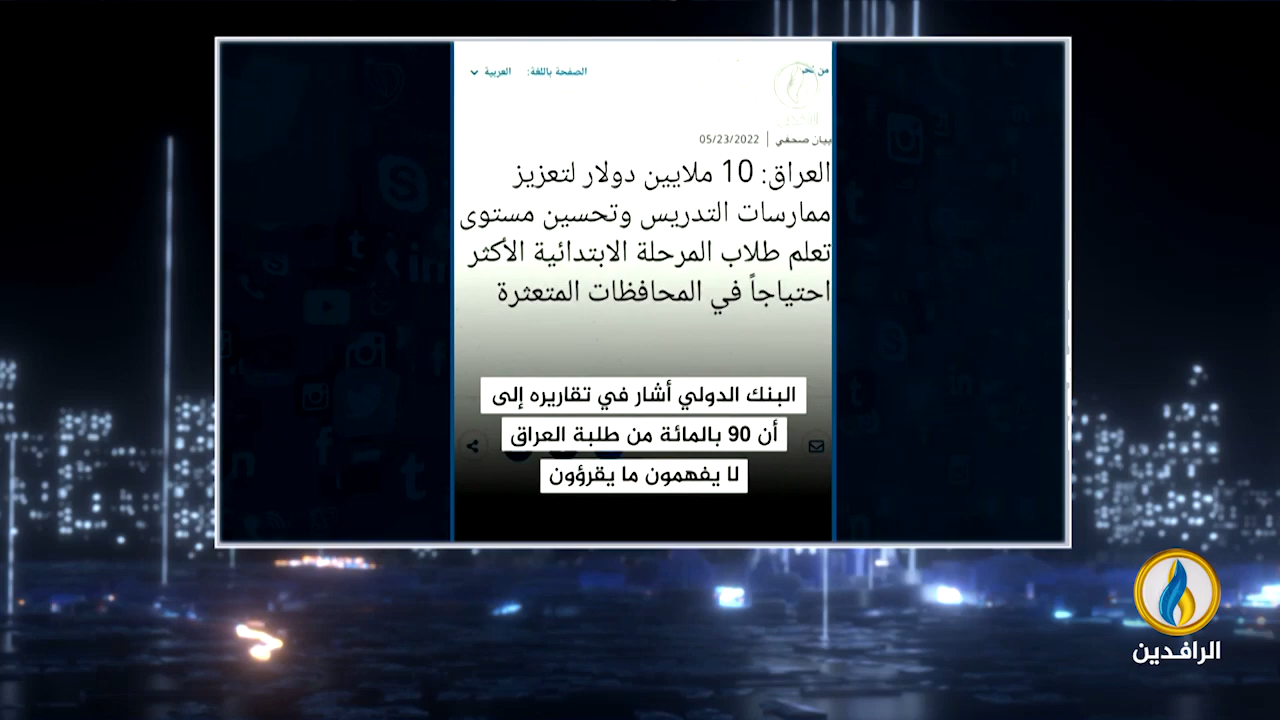 من نحن
الصفحة باللغة: العربية
بيان صحفي | 05/23/2022
العراق: 10 ملايين دولار لتعزيز
ممارسات التدريس وتحسين مستوى
تعلم طلاب المرحلة الابتدائية الأكثر
احتياجاً في المحافظات المتعثرة
البنك الدولي أشار في تقاريره إلى
أن 90 بالمائة من طلبة العراق
لا يفهمون ما يقرؤون
الرافدين